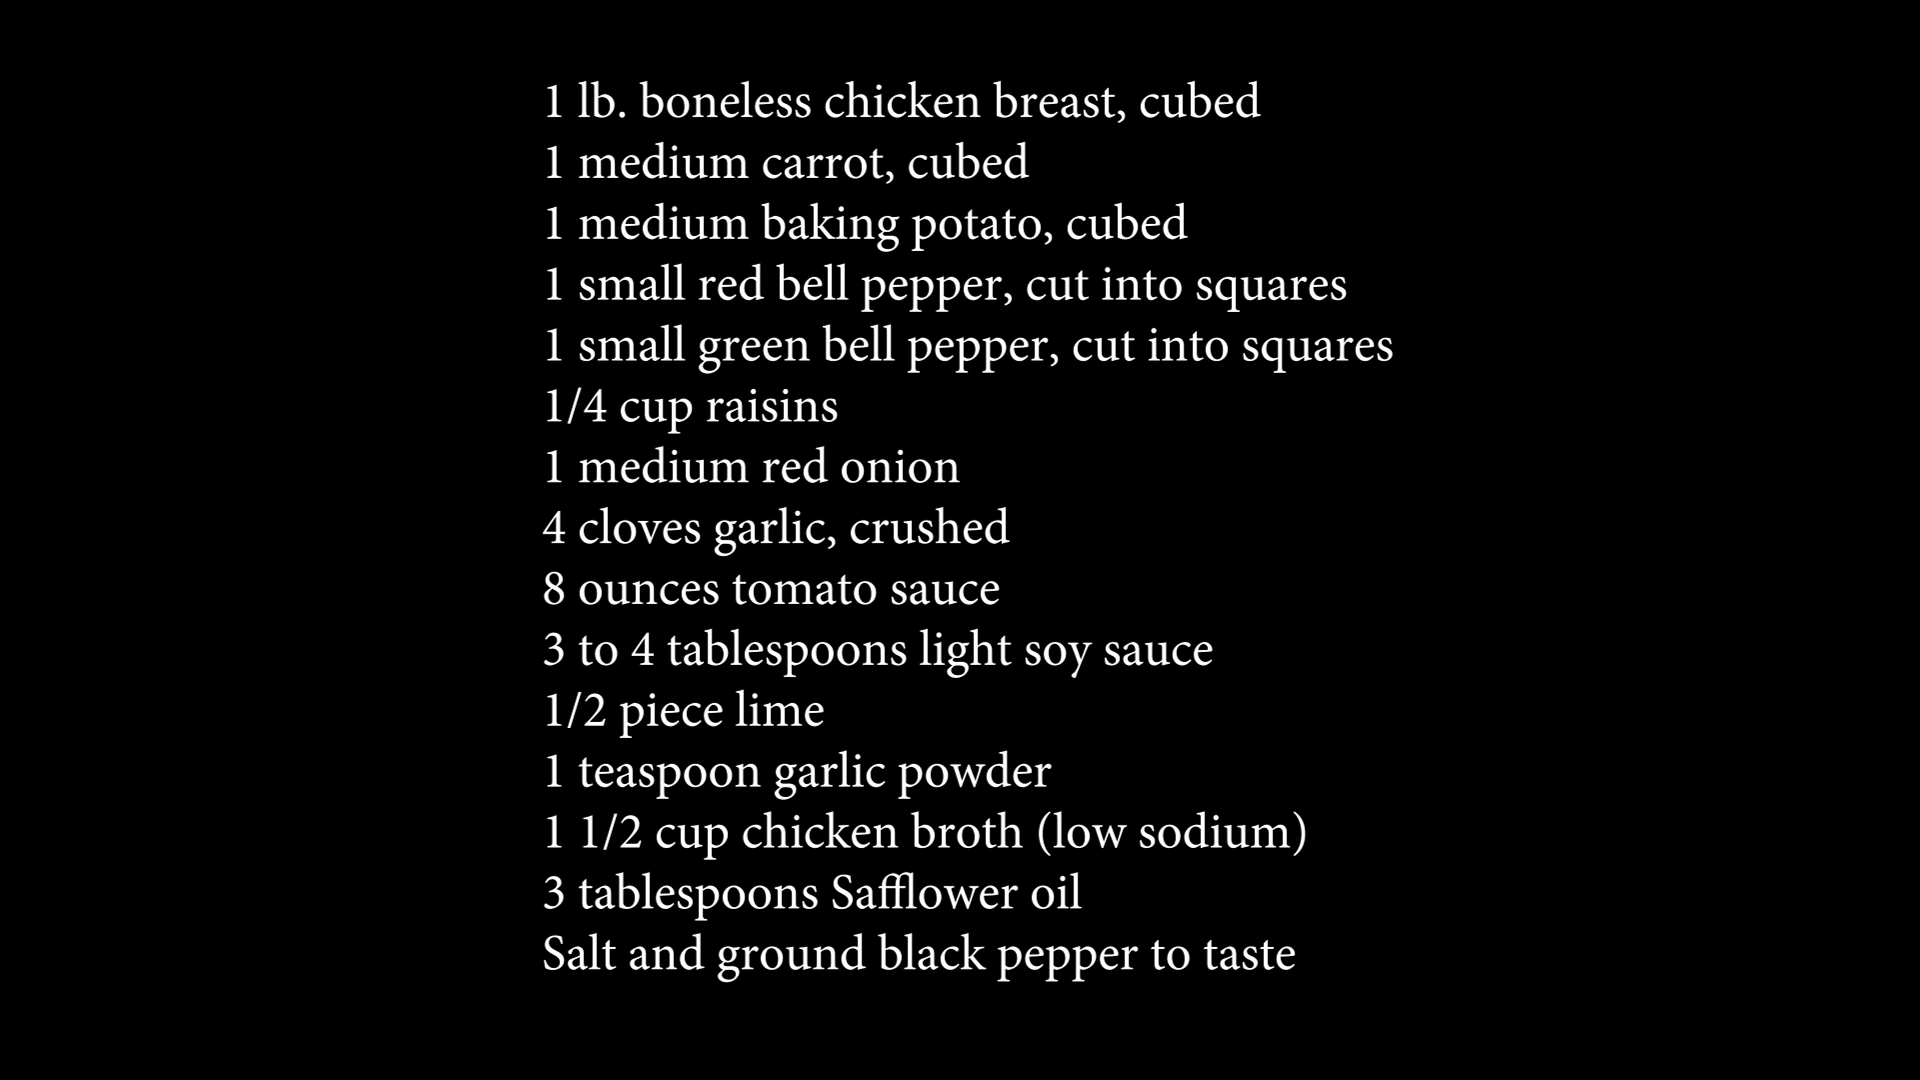 1 lb. boneless chicken breast, cubed
1 medium carrot, cubed
1 medium baking potato, cubed
1 small red bell pepper, cut into squares
1 small green bell pepper, cut into squares
1/4 cup raisins
1 medium red onion
4 cloves garlic, crushed
8 ounces tomato sauce
3 to 4 tablespoons light soy sauce
1/2 piece lime
1 teaspoon garlic powder
1 1/2 cup chicken broth (low sodium)
3 tablespoons Safflower oil
Salt and ground black pepper to taste